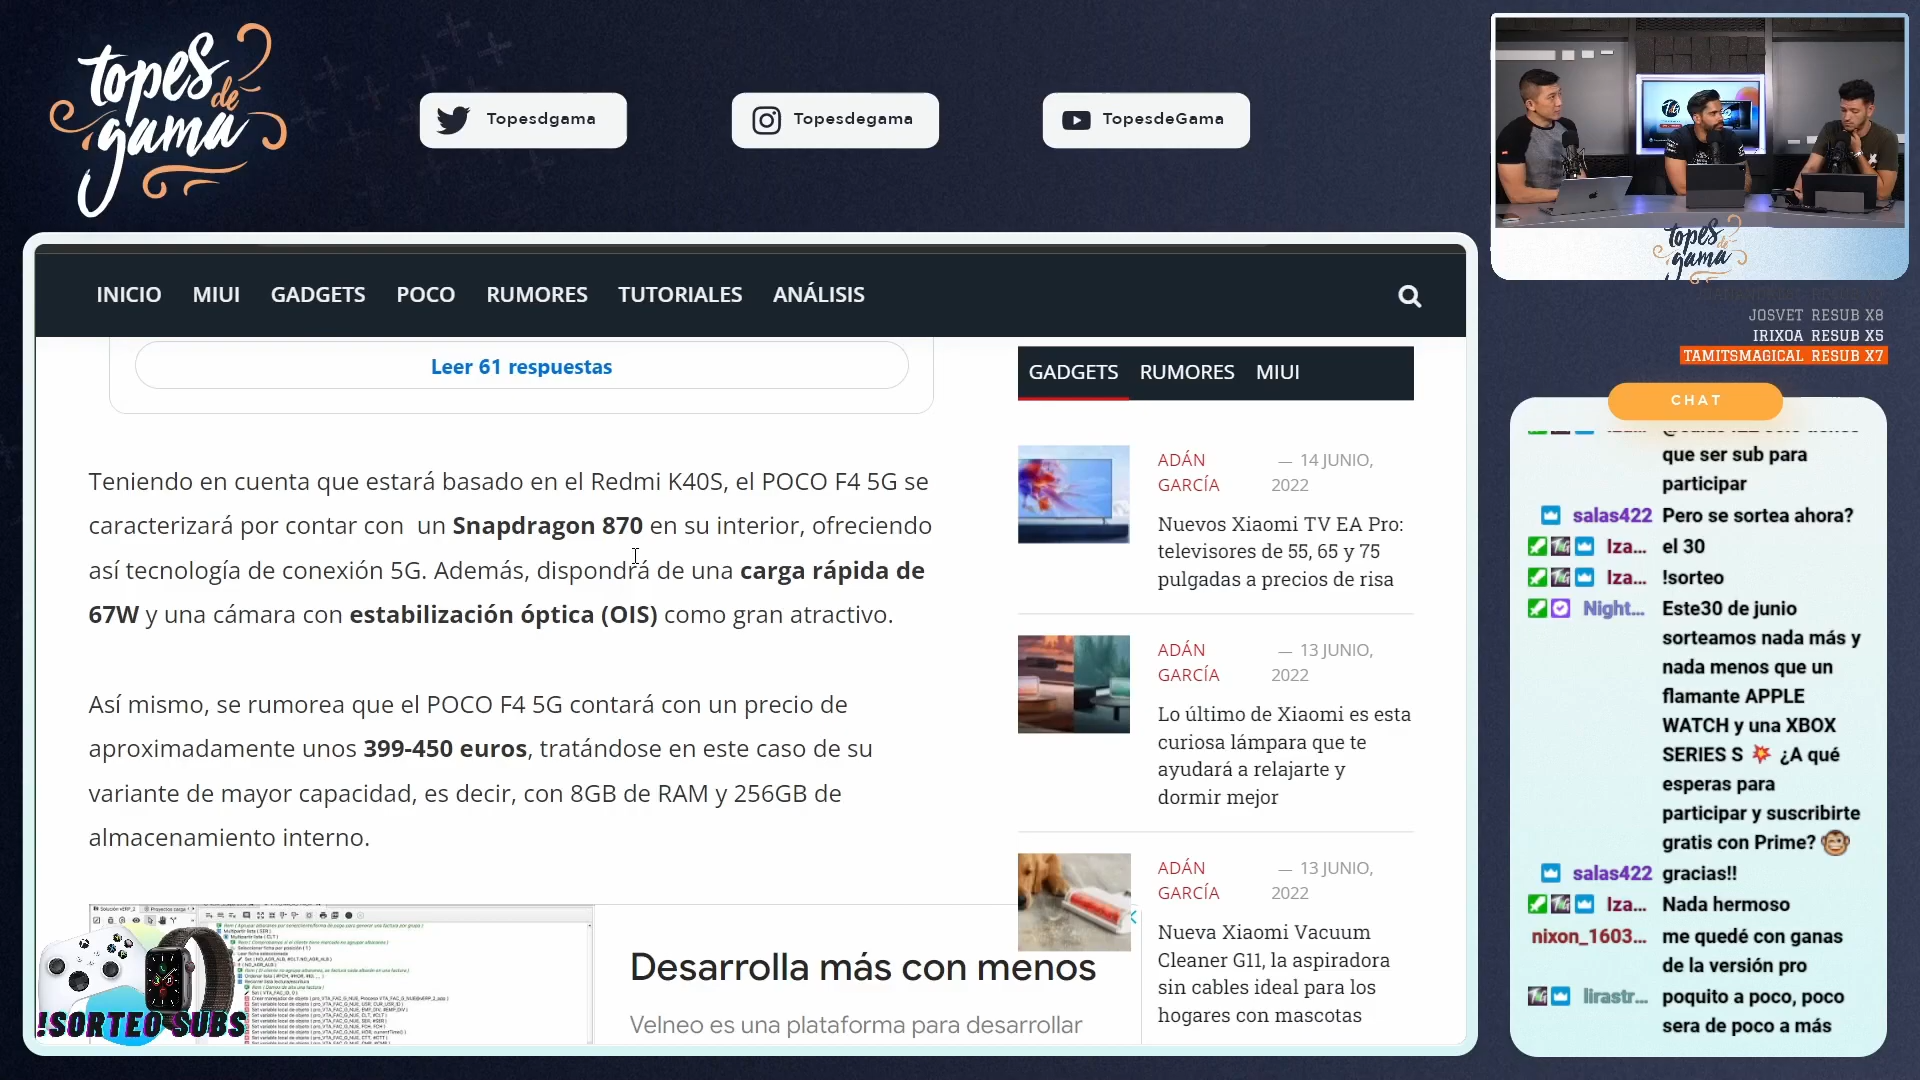 topes
de
gama
Topesdgama
Topesdegama
TopesdeGama
INICIO MIUI GADGETS POCO RUMORES TUTORIALES ANÁLISIS
Leer 61 respuestas
Teniendo en cuenta que estará basado en el Redmi K40S, el POCO F4 5G se
caracterizará por contar con un Snapdragon 870 en su interior, ofreciendo
así tecnología de conexión 5G. Además, dispondrá de una carga rápida de
67W y una cámara con estabilización óptica (OIS) como gran atractivo.
Así mismo, se rumorea que el POCO F4 5G contará con un precio de
aproximadamente unos 399-450 euros, tratándose en este caso de su
variante de mayor capacidad, es decir, con 8GB de RAM y 256GB de
almacenamiento interno.
Desarrolla más con menos
Velneo es una plataforma para desarrollar
!SORTEO SUBS
GADGETS RUMORES MIUI
ADÁN
GARCÍA
— 14 JUNIO,
2022
Nuevos Xiaomi TV EA Pro:
televisores de 55, 65 y 75
pulgadas a precios de risa
ADÁN
GARCÍA
— 13 JUNIO,
2022
Lo último de Xiaomi es esta
curiosa lámpara que te
ayudará a relajarte y
dormir mejor
ADÁN
GARCÍA
— 13 JUNIO,
2022
Nueva Xiaomi Vacuum
Cleaner G11, la aspiradora
sin cables ideal para los
hogares con mascotas
topes
de
gama
JOSVET RESUB X8
IRIXOA RESUB X5
TAMITSMAGICAL RESUB X7
CHAT
que ser sub para
participar
salas422 Pero se sortea ahora?
Iza... el 30
Iza... !sorteo
Night... Este30 de junio
sorteamos nada más y
nada menos que un
flamante APPLE
WATCH y una XBOX
SERIES S 💥 ¿A qué
esperas para
participar y suscribirte
gratis con Prime? 🐵
salas422 gracias!!
Iza... Nada hermoso
nixon_1603... me quedé con ganas
de la versión pro
lirastr... poquito a poco, poco
sera de poco a más